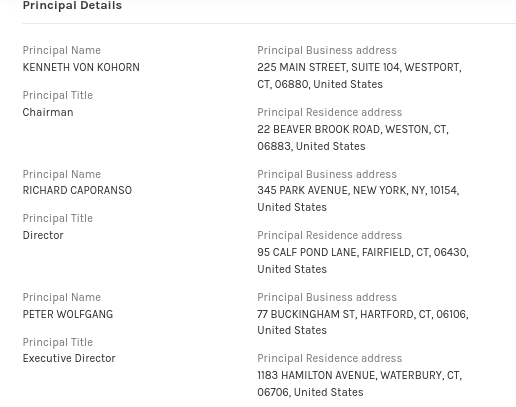 Principal Details
Principal Name
KENNETH VON KOHORN
Principal Title
Chairman
Principal Business address
225 MAIN STREET, SUITE 104, WESTPORT,
CT, 06880, United States
Principal Residence address
22 BEAVER BROOK ROAD, WESTON, CT,
06883, United States
Principal Name
RICHARD CAPORANSO
Principal Title
Director
Principal Business address
345 PARK AVENUE, NEW YORK, NY, 10154,
United States
Principal Residence address
95 CALF POND LANE, FAIRFIELD, CT, 06430,
United States
Principal Name
PETER WOLFGANG
Principal Title
Executive Director
Principal Business address
77 BUCKINGHAM ST, HARTFORD, CT, 06106,
United States
Principal Residence address
1183 HAMILTON AVENUE, WATERBURY, CT,
06706, United States